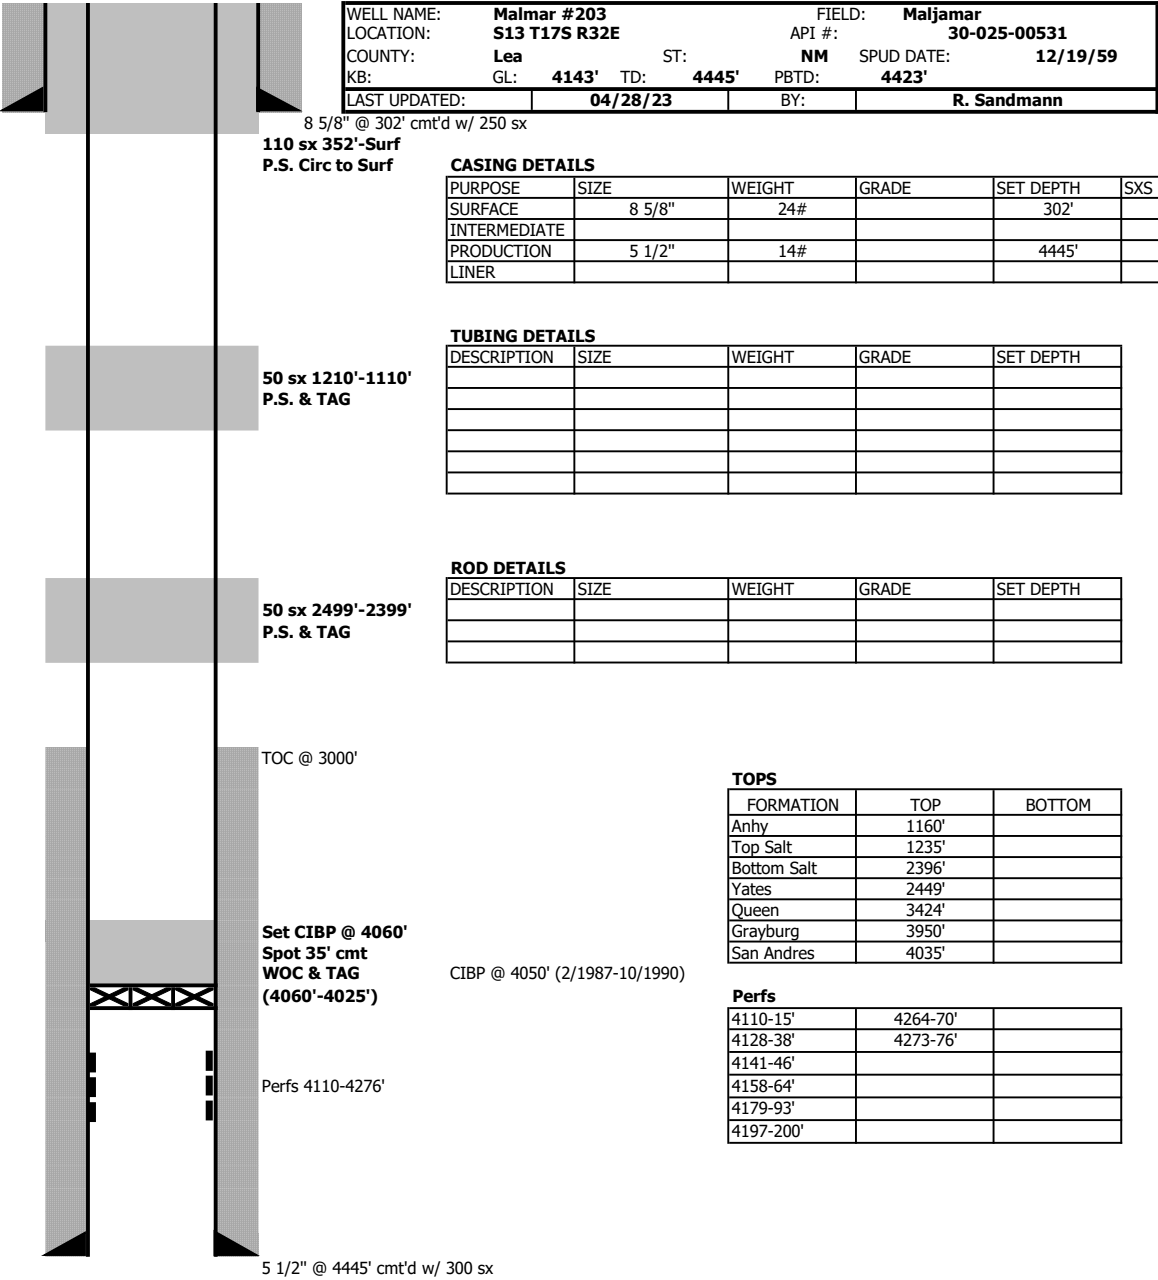 WELL NAME: Malmar #203 FIELD: Maljamar
LOCATION: S13 T17S R32E API #: 30-025-00531
COUNTY: Lea ST: NM SPUD DATE: 12/19/59
KB: GL: 4143' TD: 4445' PBTD: 4423'
LAST UPDATED: 04/28/23 BY: R. Sandmann
8 5/8" @ 302' cmt'd w/ 250 sx
110 sx 352'-Surf
P.S. Circ to Surf
CASING DETAILS
PURPOSE SIZE WEIGHT GRADE SET DEPTH SXS
SURFACE 8 5/8" 24# 302'
INTERMEDIATE
PRODUCTION 5 1/2" 14# 4445'
LINER
TUBING DETAILS
DESCRIPTION SIZE WEIGHT GRADE SET DEPTH
50 sx 1210'-1110'
P.S. & TAG
ROD DETAILS
DESCRIPTION SIZE WEIGHT GRADE SET DEPTH
50 sx 2499'-2399'
P.S. & TAG
TOC @ 3000'
TOPS
FORMATION TOP BOTTOM
Anhy 1160'
Top Salt 1235'
Bottom Salt 2396'
Yates 2449'
Queen 3424'
Grayburg 3950'
San Andres 4035'
Set CIBP @ 4060'
Spot 35' cmt
WOC & TAG
(4060'-4025')
CIBP @ 4050' (2/1987-10/1990)
Perfs
4110-15' 4264-70'
4128-38' 4273-76'
4141-46'
4158-64'
4179-93'
4197-200'
Perfs 4110-4276'
5 1/2" @ 4445' cmt'd w/ 300 sx